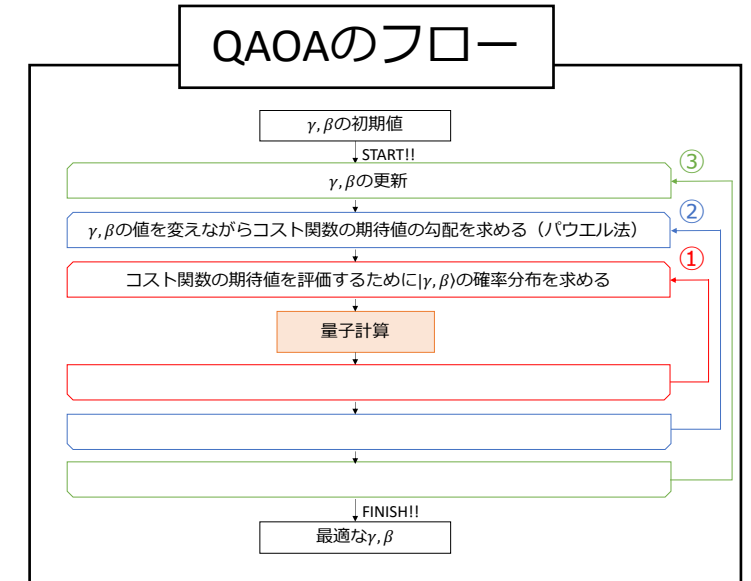 QAOAのフロー
γ, βの初期値
START!!
③
γ, βの更新
②
γ, βの値を変えながらコスト関数の期待値の勾配を求める（パウエル法）
①
コスト関数の期待値を評価するために|γ, β⟩の確率分布を求める
量子計算
FINISH!!
最適なγ, β